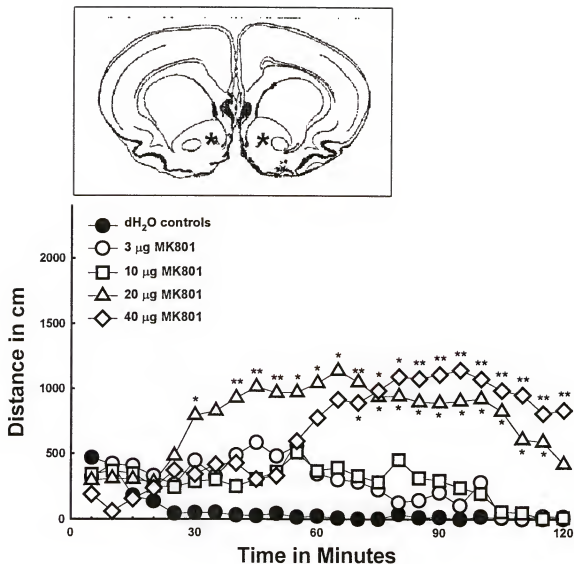 dH₂O controls
3 µg MK801
10 µg MK801
20 µg MK801
40 µg MK801
2000
1500
1000
500
0
Distance in cm
0
30
60
90
120
Time in Minutes